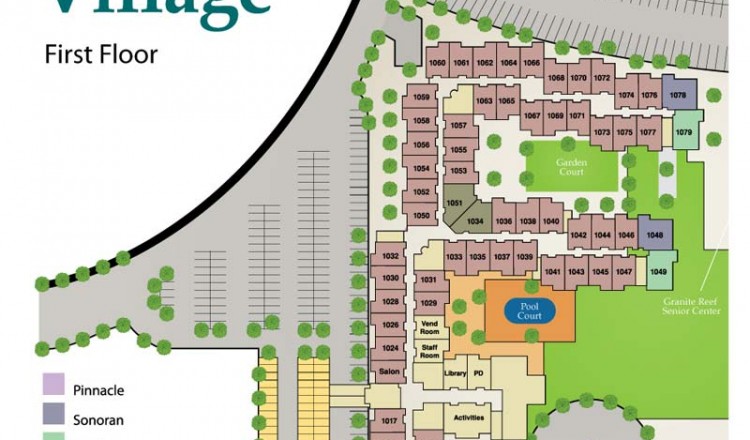 Village
First Floor
1060 1061 1062 1064 1066
1068 1070 1072
1074 1076 1078
1059
1063 1065
1067 1069 1071
1073 1075 1077 1079
1058
1057
1056
1055
1054
1053
Garden
Court
1052
1051
1050
1034 1036 1038 1040
1042 1044 1046 1048
1032
1033 1035 1037 1039
1041 1043 1045 1047 1049
1030
1031
1028
1029
Pool
Court
Granite Reef
Senior Center
1026
Vend
Room
1024
Staff
Room
Salon
Library PD
Pinnacle
Sonoran
1017
Activities